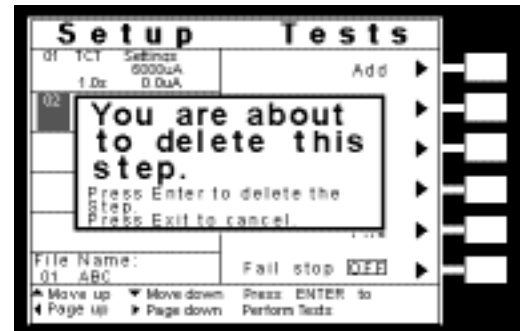 Setup Tests
01 TCT Settings
6000uA
1.0s 0.0uA
Add
02
You are about
to delete this
step.
Press Enter to delete the
Step.
Press Exit to cancel.
File Name:
01 ABC
Fail stop OFF
Move up Move down Press ENTER to
Page up Page down Perform Tests